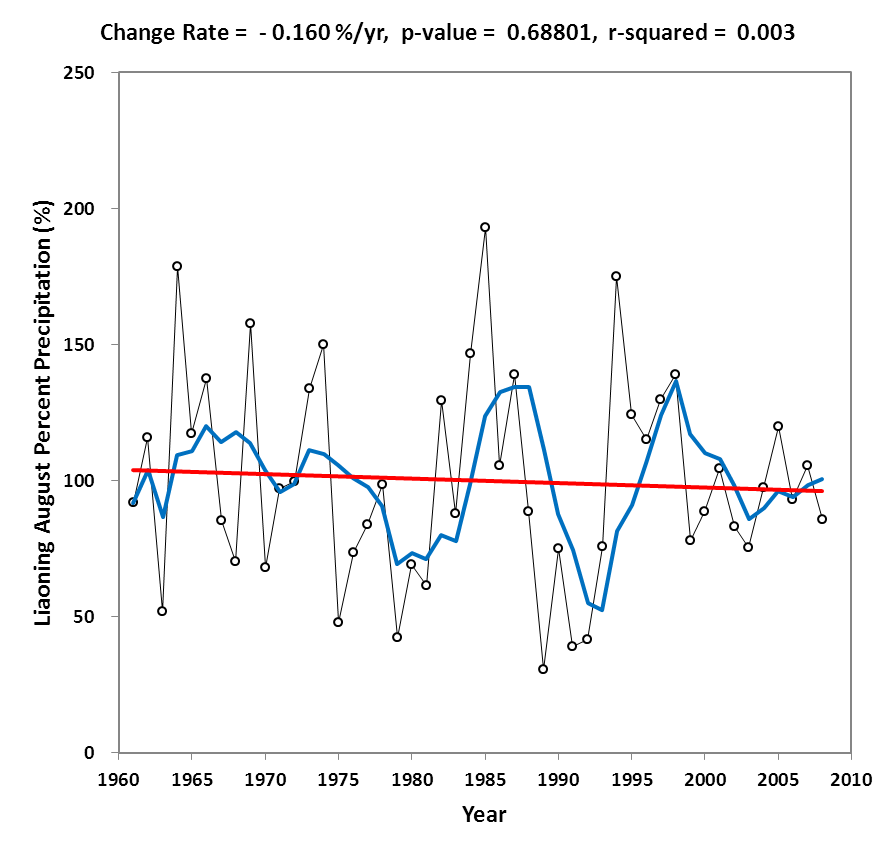 Change Rate = - 0.160 %/yr, p-value = 0.68801, r-squared = 0.003
250
200
150
100
50
0
Liaoning August Percent Precipitation (%)
1960 1965 1970 1975 1980 1985 1990 1995 2000 2005 2010
Year